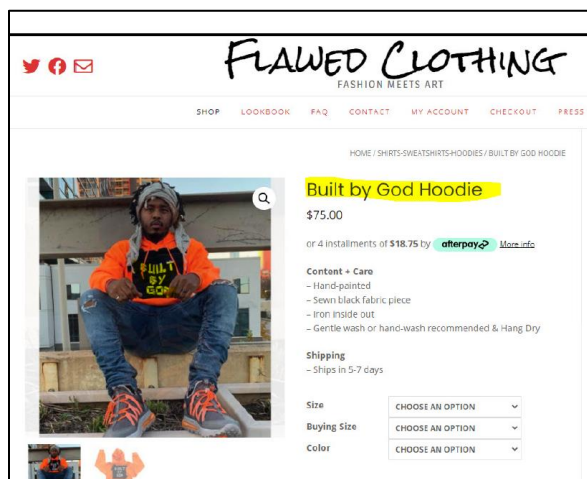 FLAWED CLOTHING
FASHION MEETS ART
SHOP LOOKBOOK FAQ CONTACT MY ACCOUNT CHECKOUT PRESS
HOME / SHIRTS-SWEATSHIRTS-HOODIES / BUILT BY GOD HOODIE
Built by God Hoodie
$75.00
or 4 installments of $18.75 by afterpay More info
Content + Care
– Hand-painted
– Sewn black fabric piece
– Iron inside out
– Gentle wash or hand-wash recommended & Hang Dry
Shipping
– Ships in 5-7 days
Size CHOOSE AN OPTION
Buying Size CHOOSE AN OPTION
Color CHOOSE AN OPTION
BUILT
BY
GOD